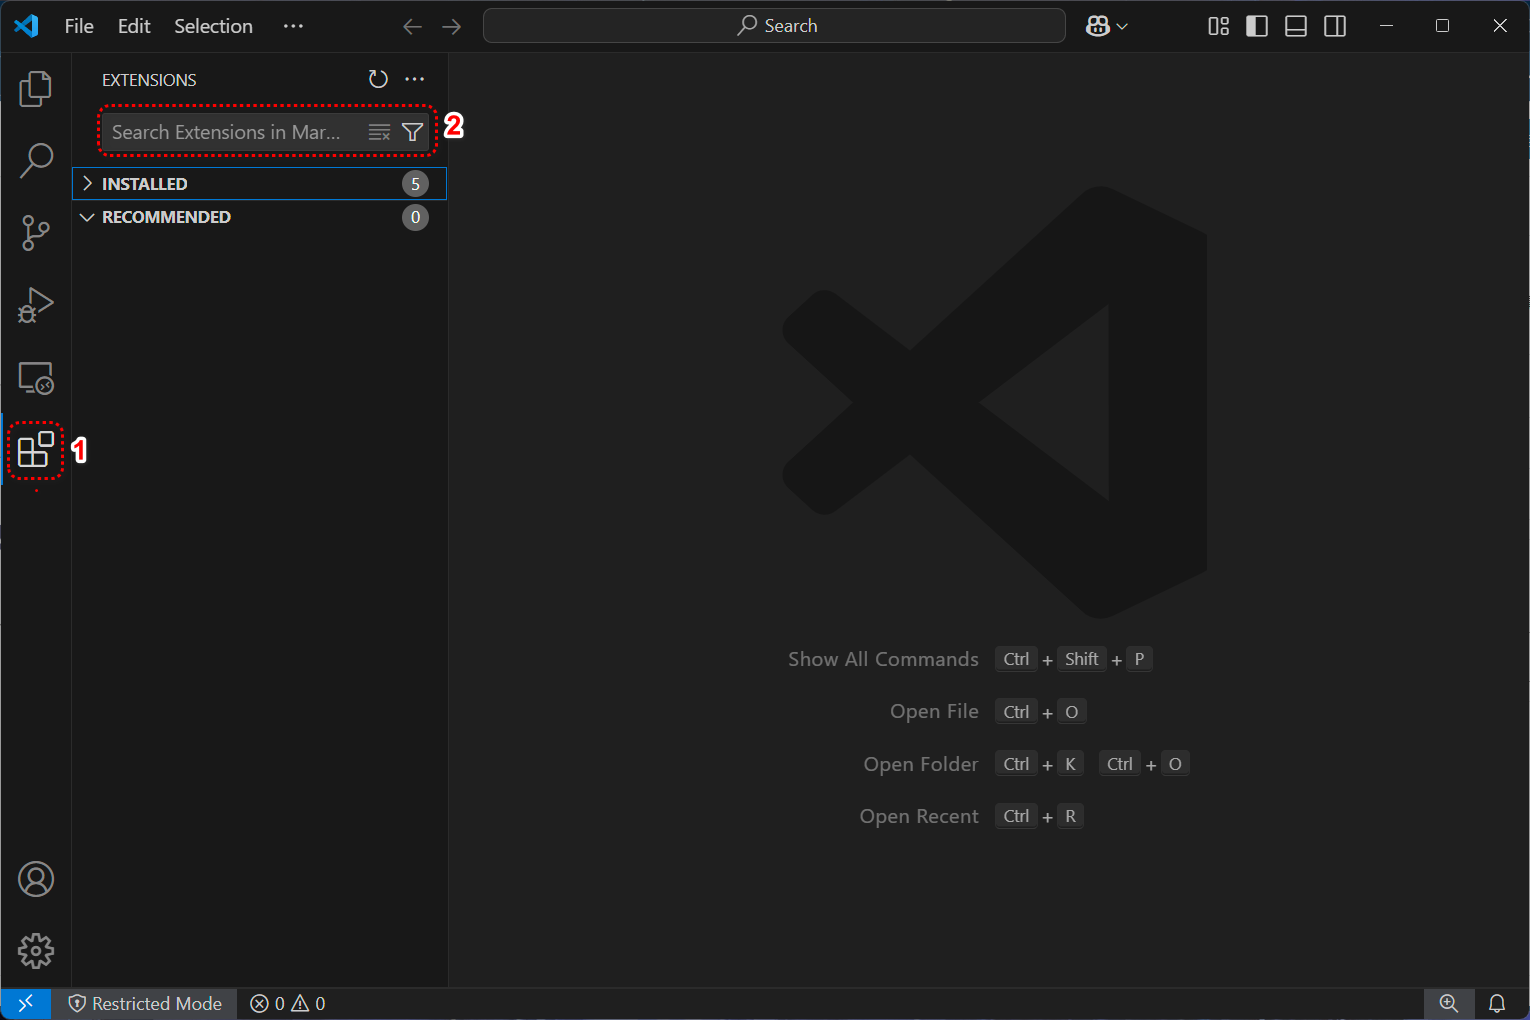 File Edit Selection ···
Search
EXTENSIONS
Search Extensions in Mar...
2
INSTALLED 5
RECOMMENDED 0
1
Show All Commands Ctrl + Shift + P
Open File Ctrl + O
Open Folder Ctrl + K Ctrl + O
Open Recent Ctrl + R
Restricted Mode 0 0